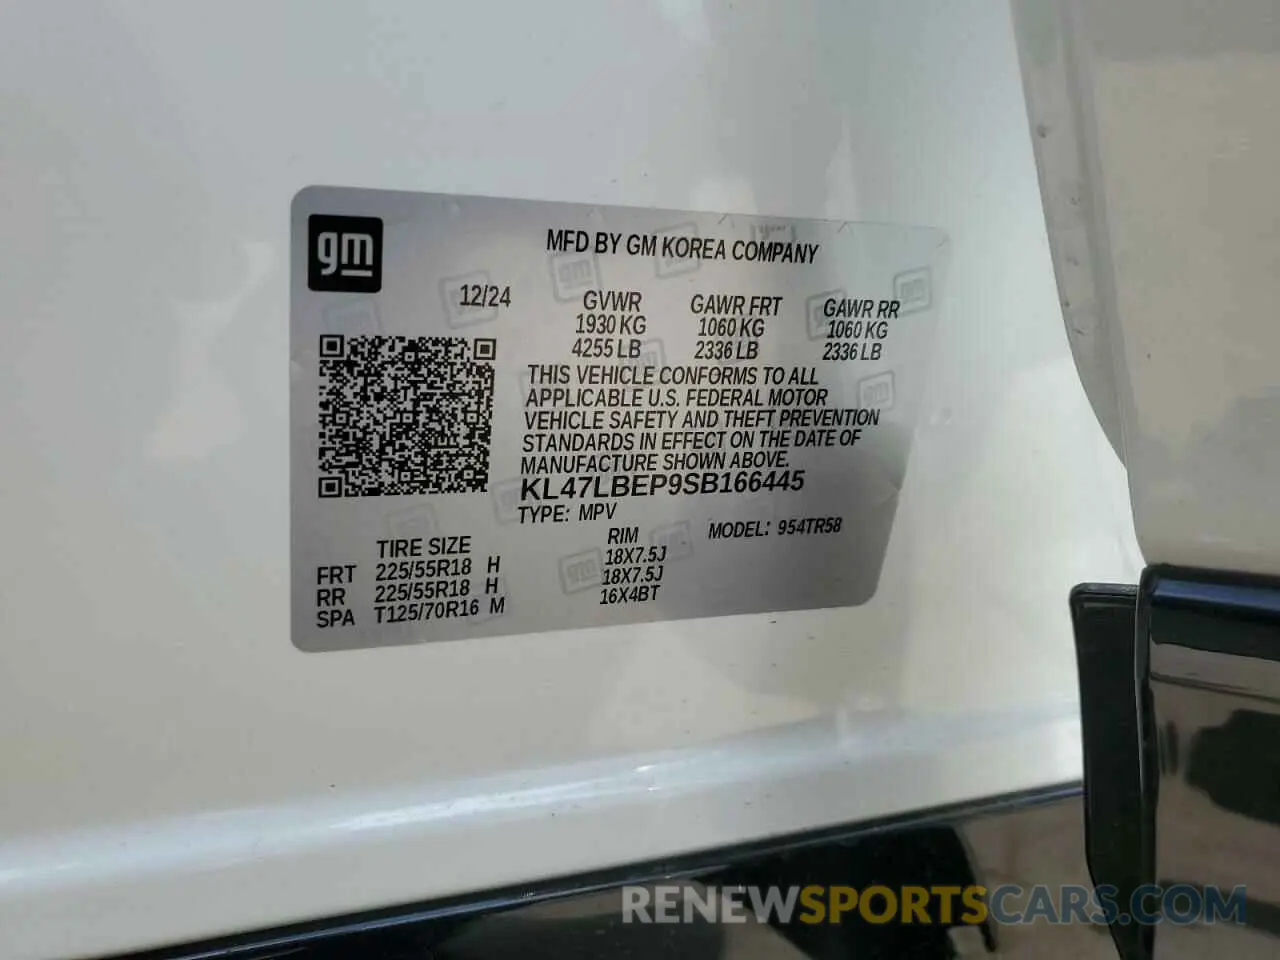 gm
MFD BY GM KOREA COMPANY
12/24
GVWR GAWR FRT GAWR RR
1930 KG 1060 KG 1060 KG
4255 LB 2336 LB 2336 LB
THIS VEHICLE CONFORMS TO ALL
APPLICABLE U.S. FEDERAL MOTOR
VEHICLE SAFETY AND THEFT PREVENTION
STANDARDS IN EFFECT ON THE DATE OF
MANUFACTURE SHOWN ABOVE.
KL47LBEP9SB166445
TYPE: MPV MODEL: 954TR58
TIRE SIZE RIM
FRT 225/55R18 H 18X7.5J
RR 225/55R18 H 18X7.5J
SPA T125/70R16 M 16X4BT
RENEWSPORTSCARS.COM